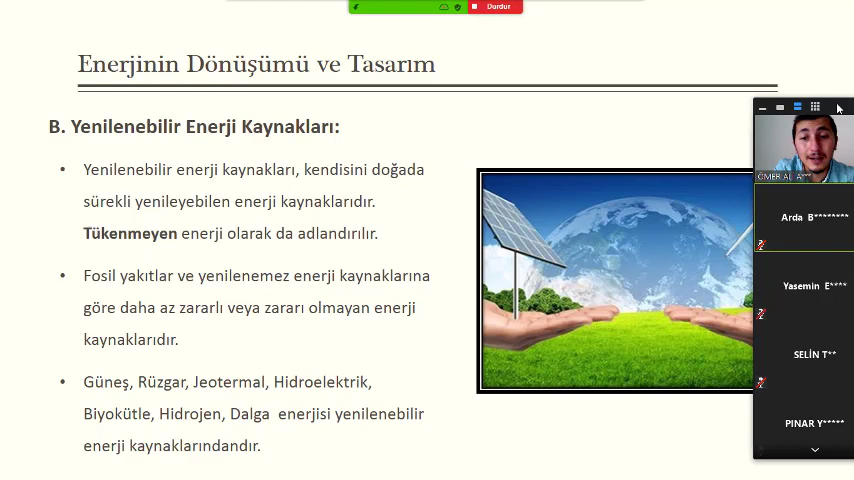 Durdur
Enerjinin Dönüşümü ve Tasarım
B. Yenilenebilir Enerji Kaynakları:
• Yenilenebilir enerji kaynakları, kendisini doğada
sürekli yenileyebilen enerji kaynaklarıdır.
Tükenmeyen enerji olarak da adlandırılır.
• Fosil yakıtlar ve yenilenemez enerji kaynaklarına
göre daha az zararlı veya zararı olmayan enerji
kaynaklarıdır.
• Güneş, Rüzgar, Jeotermal, Hidroelektrik,
Biyokütle, Hidrojen, Dalga enerjisi yenilenebilir
enerji kaynaklarındandır.
ÖMER AL A***
Arda B********
Yasemin E****
SELİN T**
PINAR Y*****